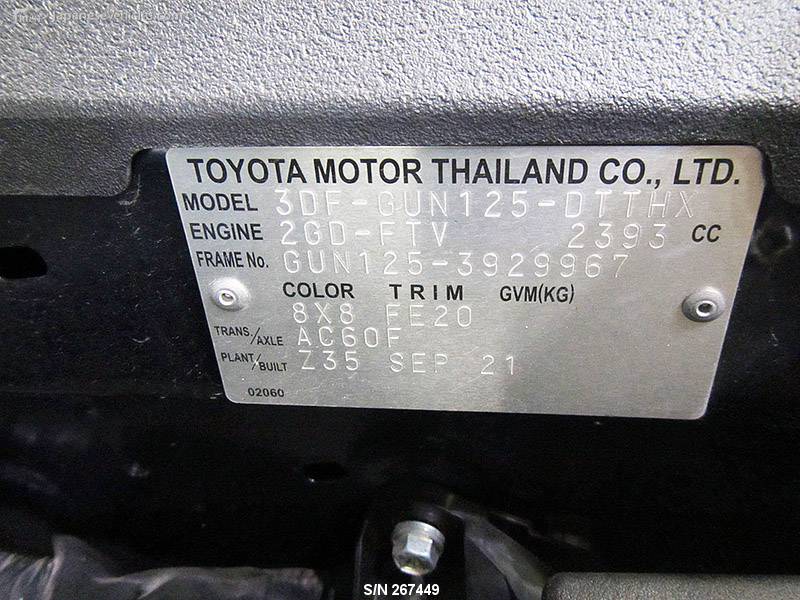 TOYOTA MOTOR THAILAND CO., LTD.
MODEL 3DF-GUN125-DTTHX
ENGINE 2GD-FTV 2393 CC
FRAME No. GUN125-3929967
COLOR TRIM GVM(KG)
8X8 FE20
TRANS./AXLE AC60F
PLANT/BUILT Z35 SEP 21
02060
S/N 267449